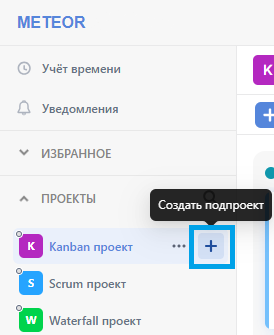 METEOR
Учёт времени
Уведомления
ИЗБРАННОЕ
ПРОЕКТЫ
Создать подпроект
K Kanban проект
S Scrum проект
W Waterfall проект
K